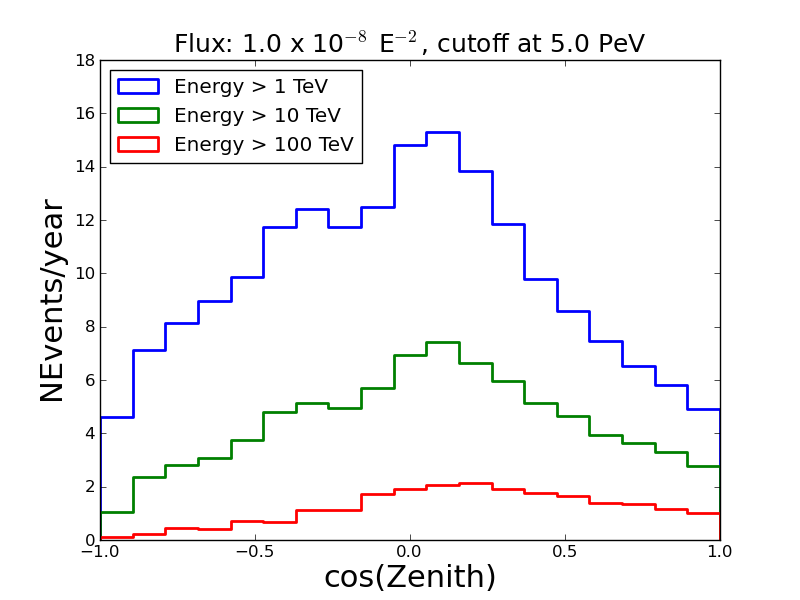 Flux: 1.0 x 10⁻⁸ E⁻², cutoff at 5.0 PeV
Energy > 1 TeV
Energy > 10 TeV
Energy > 100 TeV
NEvents/year
18
16
14
12
10
8
6
4
2
0
−1.0 −0.5 0.0 0.5 1.0
cos(Zenith)